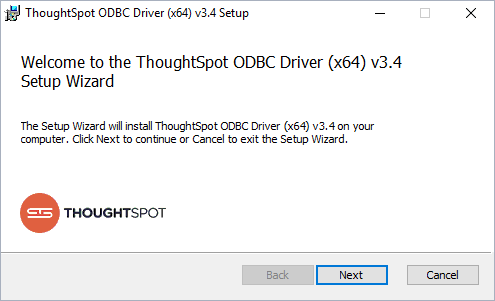 ThoughtSpot ODBC Driver (x64) v3.4 Setup
Welcome to the ThoughtSpot ODBC Driver (x64) v3.4
Setup Wizard
The Setup Wizard will install ThoughtSpot ODBC Driver (x64) v3.4 on your
computer. Click Next to continue or Cancel to exit the Setup Wizard.
THOUGHTSPOT
Back Next Cancel